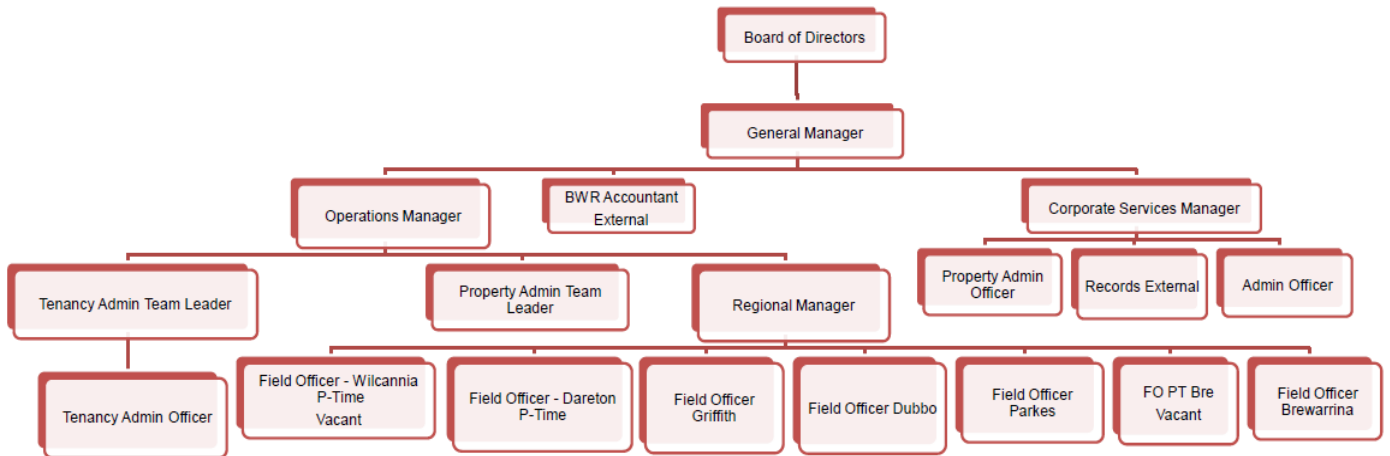 Board of Directors
General Manager
Operations Manager
BWR Accountant
External
Corporate Services Manager
Tenancy Admin Team Leader
Property Admin Team
Leader
Regional Manager
Property Admin
Officer
Records External
Admin Officer
Tenancy Admin Officer
Field Officer - Wilcannia
P-Time
Vacant
Field Officer - Dareton
P-Time
Field Officer
Griffith
Field Officer Dubbo
Field Officer
Parkes
FO PT Bre
Vacant
Field Officer
Brewarrina